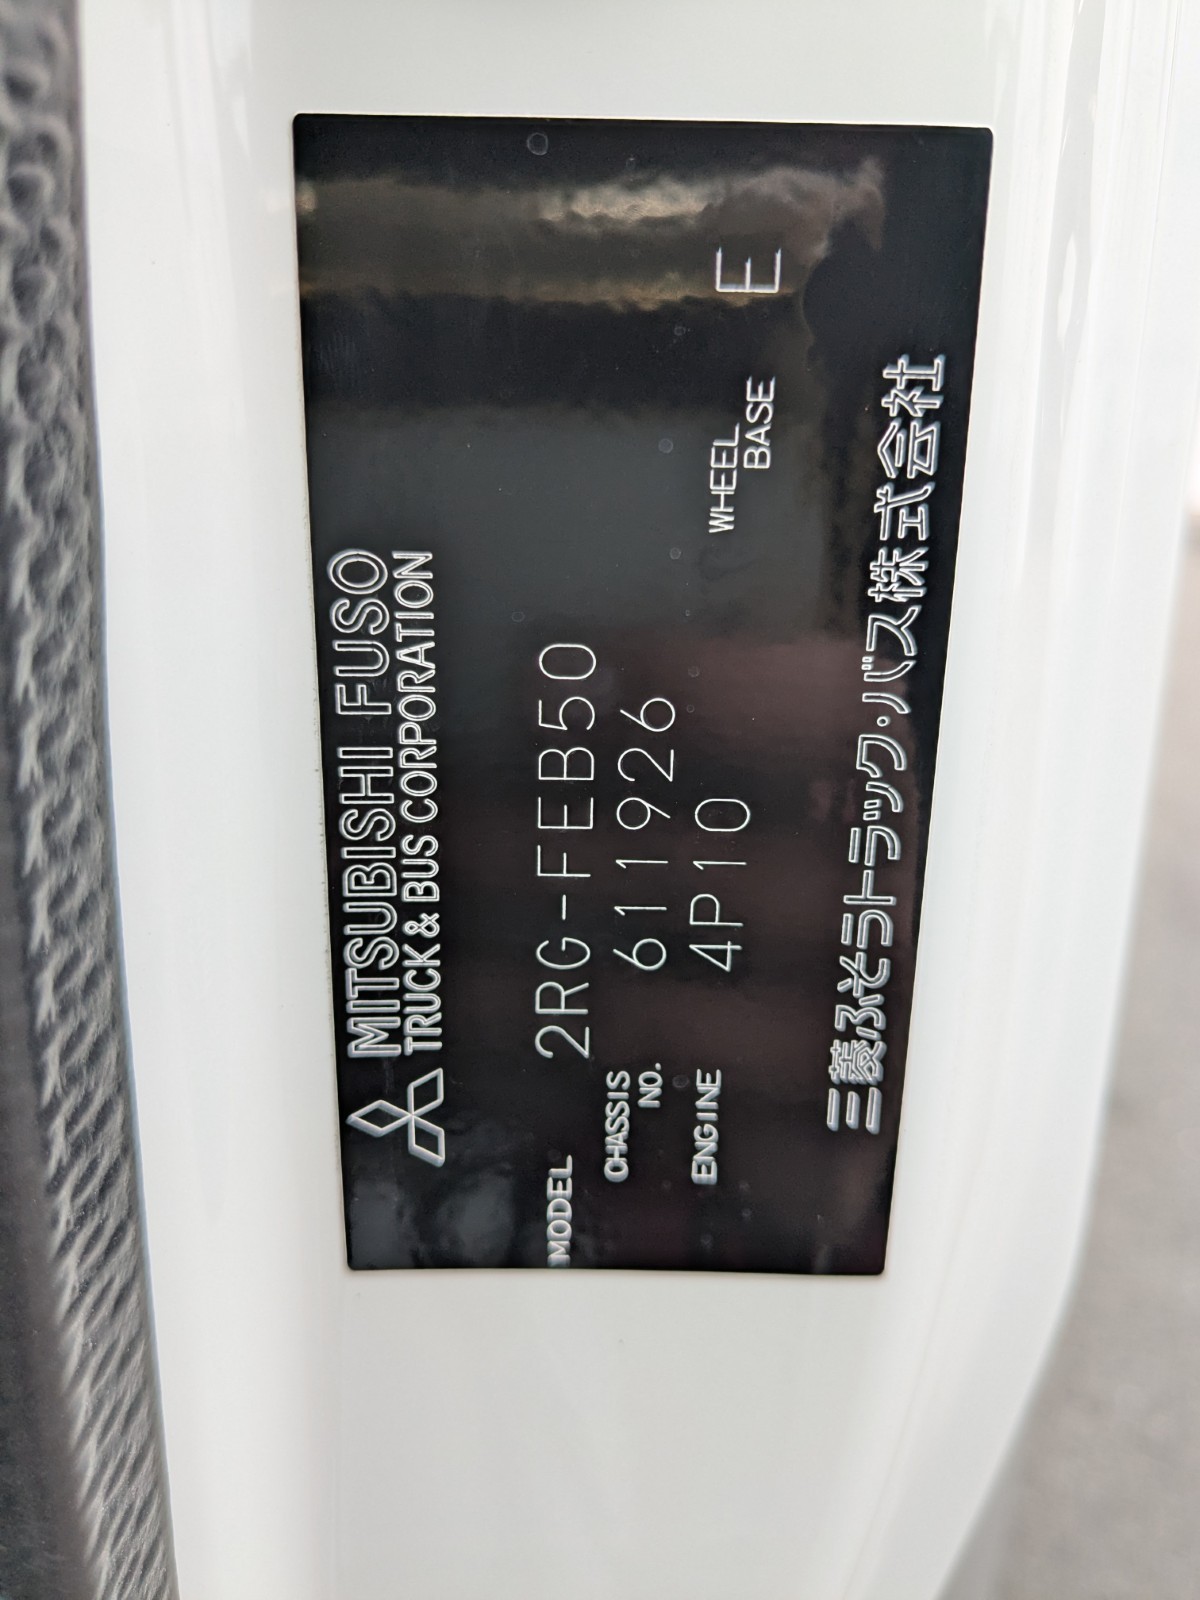 MITSUBISHI FUSO
TRUCK & BUS CORPORATION
MODEL 2RG-FEB50
CHASSIS NO. 611926
ENGINE 4P10
WHEEL BASE E
三菱ふそうトラック・バス株式会社